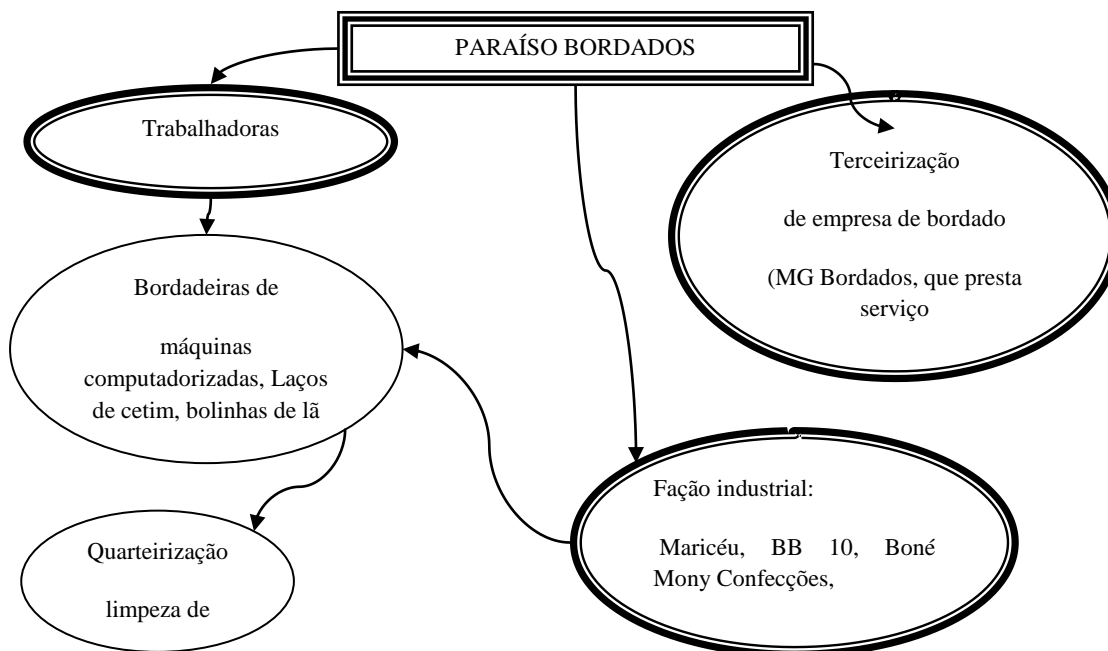 PARAÍSO BORDADOS
Trabalhadoras
Terceirização
de empresa de bordado
(MG Bordados, que presta
serviço
Bordadeiras de
máquinas
computadorizadas, Laços
de cetim, bolinhas de lã
Fação industrial:
Maricéu, BB 10, Boné
Mony Confecções,
Quarteirização
limpeza de